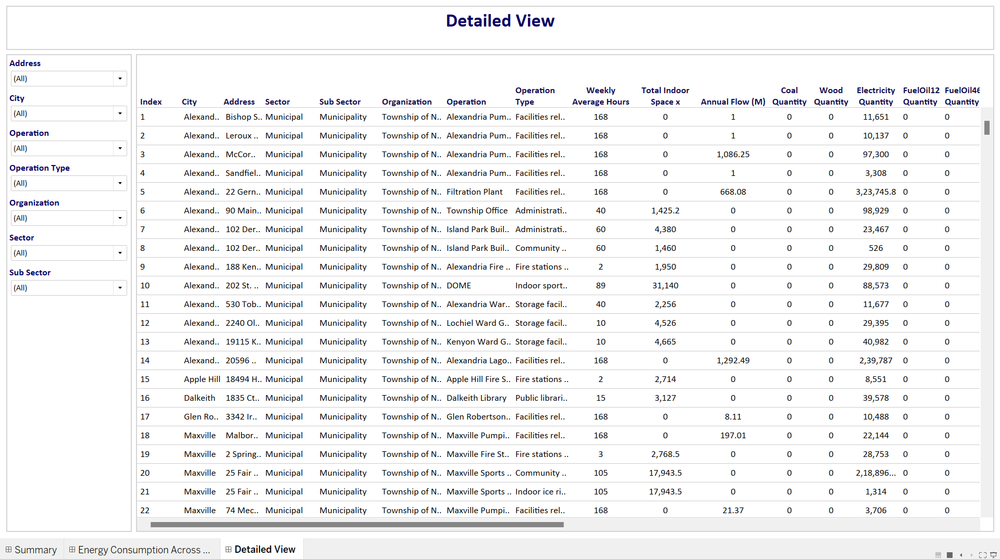 Detailed View
Address
(All)
City
(All)
Operation
(All)
Operation Type
(All)
Organization
(All)
Sector
(All)
Sub Sector
(All)
Index City Address Sector Sub Sector Organization Operation Operation Type Weekly Average Hours Total Indoor Space x Annual Flow (M) Coal Quantity Wood Quantity Electricity Quantity FuelOil12 Quantity FuelOil46 Quantity
1 Alexand.. Bishop S.. Municipal Municipality Township of N.. Alexandria Pum.. Facilities rel.. 168 0 1 0 0 11,651 0 0
2 Alexand.. Leroux .. Municipal Municipality Township of N.. Alexandria Pum.. Facilities rel.. 168 0 1 0 0 10,137 0 0
3 Alexand.. McCor.. Municipal Municipality Township of N.. Alexandria Pum.. Facilities rel.. 168 0 1,086.25 0 0 97,300 0 0
4 Alexand.. Sandfiel.. Municipal Municipality Township of N.. Alexandria Pum.. Facilities rel.. 168 0 1 0 0 3,308 0 0
5 Alexand.. 22 Gern.. Municipal Municipality Township of N.. Filtration Plant Facilities rel.. 168 0 668.08 0 0 3,23,745.8 0 0
6 Alexand.. 90 Main.. Municipal Municipality Township of N.. Township Office Administrati.. 40 1,425.2 0 0 0 98,929 0 0
7 Alexand.. 102 Der.. Municipal Municipality Township of N.. Island Park Buil.. Administrati.. 60 4,380 0 0 0 23,467 0 0
8 Alexand.. 102 Der.. Municipal Municipality Township of N.. Island Park Buil.. Community .. 60 1,460 0 0 0 526 0 0
9 Alexand.. 188 Ken.. Municipal Municipality Township of N.. Alexandria Fire .. Fire stations .. 2 1,950 0 0 0 29,809 0 0
10 Alexand.. 202 St. .. Municipal Municipality Township of N.. DOME Indoor sport.. 89 31,140 0 0 0 88,573 0 0
11 Alexand.. 530 Tob.. Municipal Municipality Township of N.. Alexandria War.. Storage facil.. 40 2,256 0 0 0 11,677 0 0
12 Alexand.. 2240 Ol.. Municipal Municipality Township of N.. Lochiel Ward G.. Storage facil.. 10 4,526 0 0 0 29,395 0 0
13 Alexand.. 19115 K.. Municipal Municipality Township of N.. Kenyon Ward G.. Storage facil.. 10 4,665 0 0 0 40,982 0 0
14 Alexand.. 20596 .. Municipal Municipality Township of N.. Alexandria Lago.. Facilities rel.. 168 0 1,292.49 0 0 2,39,787 0 0
15 Apple Hill 18494 H.. Municipal Municipality Township of N.. Apple Hill Fire S.. Fire stations .. 2 2,714 0 0 0 8,551 0 0
16 Dalkeith 1835 Ct.. Municipal Municipality Township of N.. Dalkeith Library Public librari.. 15 3,127 0 0 0 39,578 0 0
17 Glen Ro.. 3342 Ir.. Municipal Municipality Township of N.. Glen Robertson.. Facilities rel.. 168 0 8.11 0 0 10,488 0 0
18 Maxville Malbor.. Municipal Municipality Township of N.. Maxville Pumpi.. Facilities rel.. 168 0 197.01 0 0 22,144 0 0
19 Maxville 2 Spring.. Municipal Municipality Township of N.. Maxville Fire St.. Fire stations .. 3 2,768.5 0 0 0 28,753 0 0
20 Maxville 25 Fair .. Municipal Municipality Township of N.. Maxville Sports .. Community .. 105 17,943.5 0 0 0 2,18,896... 0 0
21 Maxville 25 Fair .. Municipal Municipality Township of N.. Maxville Sports .. Indoor ice ri.. 105 17,943.5 0 0 0 1,314 0 0
22 Maxville 74 Mec.. Municipal Municipality Township of N.. Maxville Pumpi.. Facilities rel.. 168 0 21.37 0 0 3,706 0 0
Summary Energy Consumption Across ... Detailed View